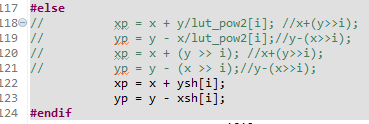 117 #else
118 //          xp = x + y/lut_pow2[i]; //x+(y>>i);
119 //          yp = y - x/lut_pow2[i];//y-(x>>i);
120 //          xp = x + (y >> i); //x+(y>>i);
121 //          yp = y - (x >> i);//y-(x>>i);
122             xp = x + ysh[i];
123             yp = y - xsh[i];
124 #endif